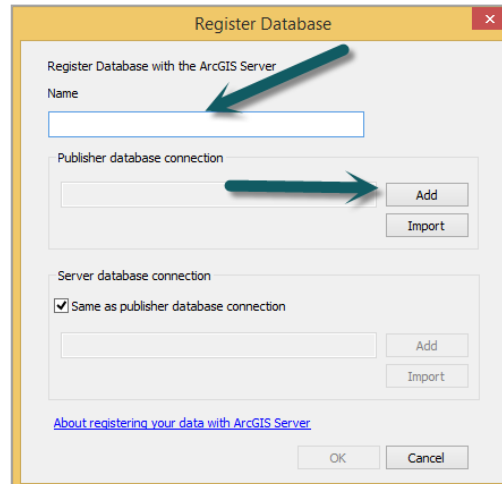 Register Database
x
Register Database with the ArcGIS Server
Name
Publisher database connection
Add
Import
Server database connection
Same as publisher database connection
Add
Import
About registering your data with ArcGIS Server
OK Cancel